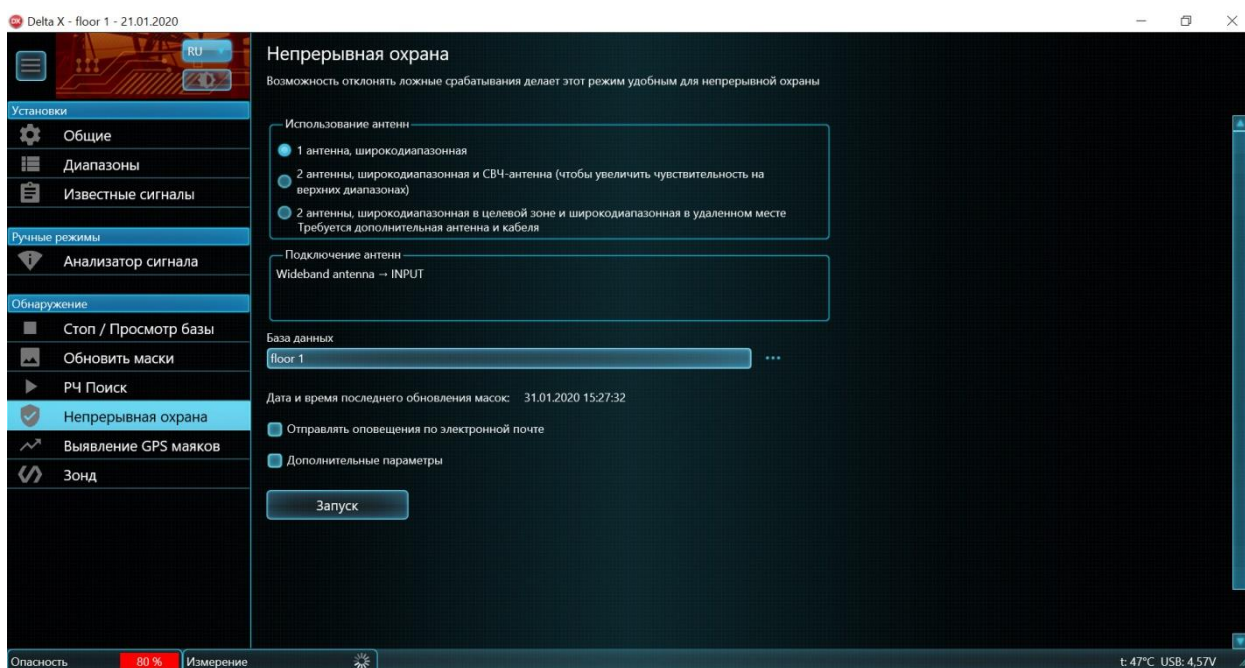 DX Delta X - floor 1 - 21.01.2020
RU
Установки
Общие
Диапазоны
Известные сигналы
Ручные режимы
Анализатор сигнала
Обнаружение
Стоп / Просмотр базы
Обновить маски
РЧ Поиск
Непрерывная охрана
Выявление GPS маяков
Зонд
Непрерывная охрана
Возможность отклонять ложные срабатывания делает этот режим удобным для непрерывной охраны
Использование антенн
1 антенна, широкодиапазонная
2 антенны, широкодиапазонная и СВЧ-антенна (чтобы увеличить чувствительность на
верхних диапазонах)
2 антенны, широкодиапазонная в целевой зоне и широкодиапазонная в удаленном месте
Требуется дополнительная антенна и кабеля
Подключение антенн
Wideband antenna → INPUT
База данных
floor 1
Дата и время последнего обновления масок: 31.01.2020 15:27:32
Отправлять оповещения по электронной почте
Дополнительные параметры
Запуск
Опасность 80 % Измерение t: 47°C USB: 4,57V